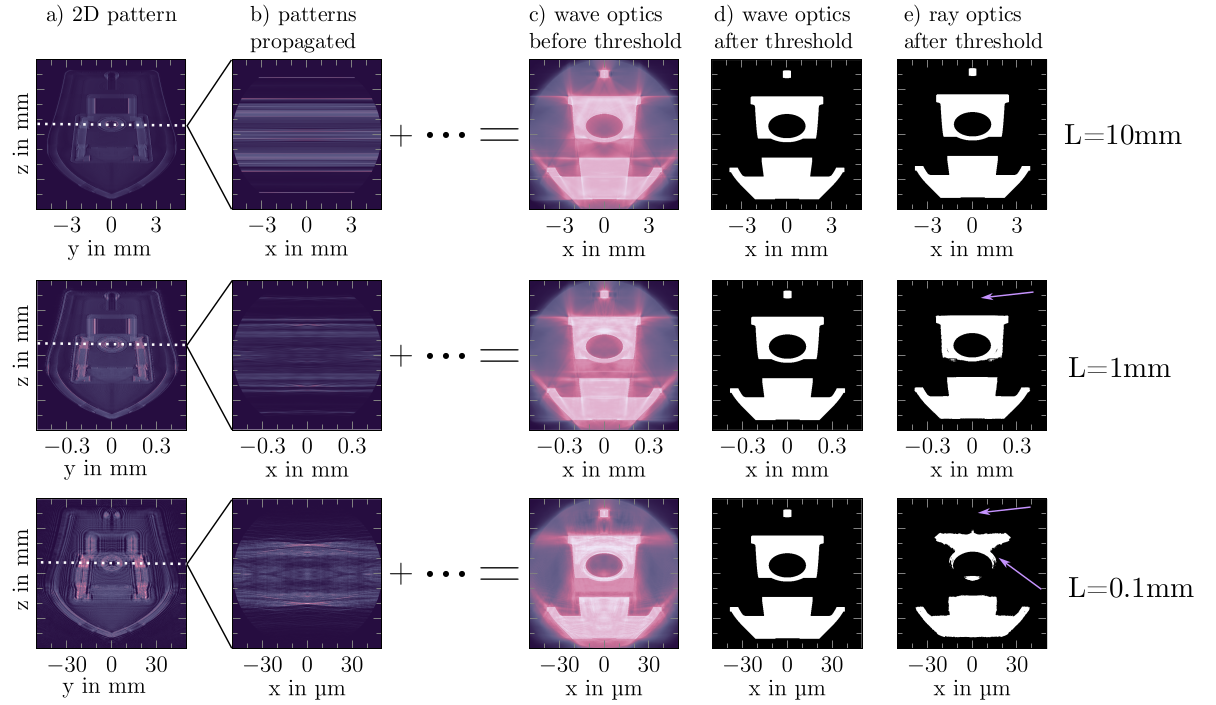 a) 2D pattern
b) patterns
propagated
c) wave optics
before threshold
d) wave optics
after threshold
e) ray optics
after threshold
z in mm
−3 0 3
y in mm
−3 0 3
x in mm
+ ••• =
−3 0 3
x in mm
−3 0 3
x in mm
−3 0 3
x in mm
L=10mm
z in mm
−0.3 0 0.3
y in mm
−0.3 0 0.3
x in mm
+ ••• =
−0.3 0 0.3
x in mm
−0.3 0 0.3
x in mm
−0.3 0 0.3
x in mm
L=1mm
z in mm
−30 0 30
y in mm
−30 0 30
x in µm
+ ••• =
−30 0 30
x in µm
−30 0 30
x in µm
−30 0 30
x in µm
L=0.1mm